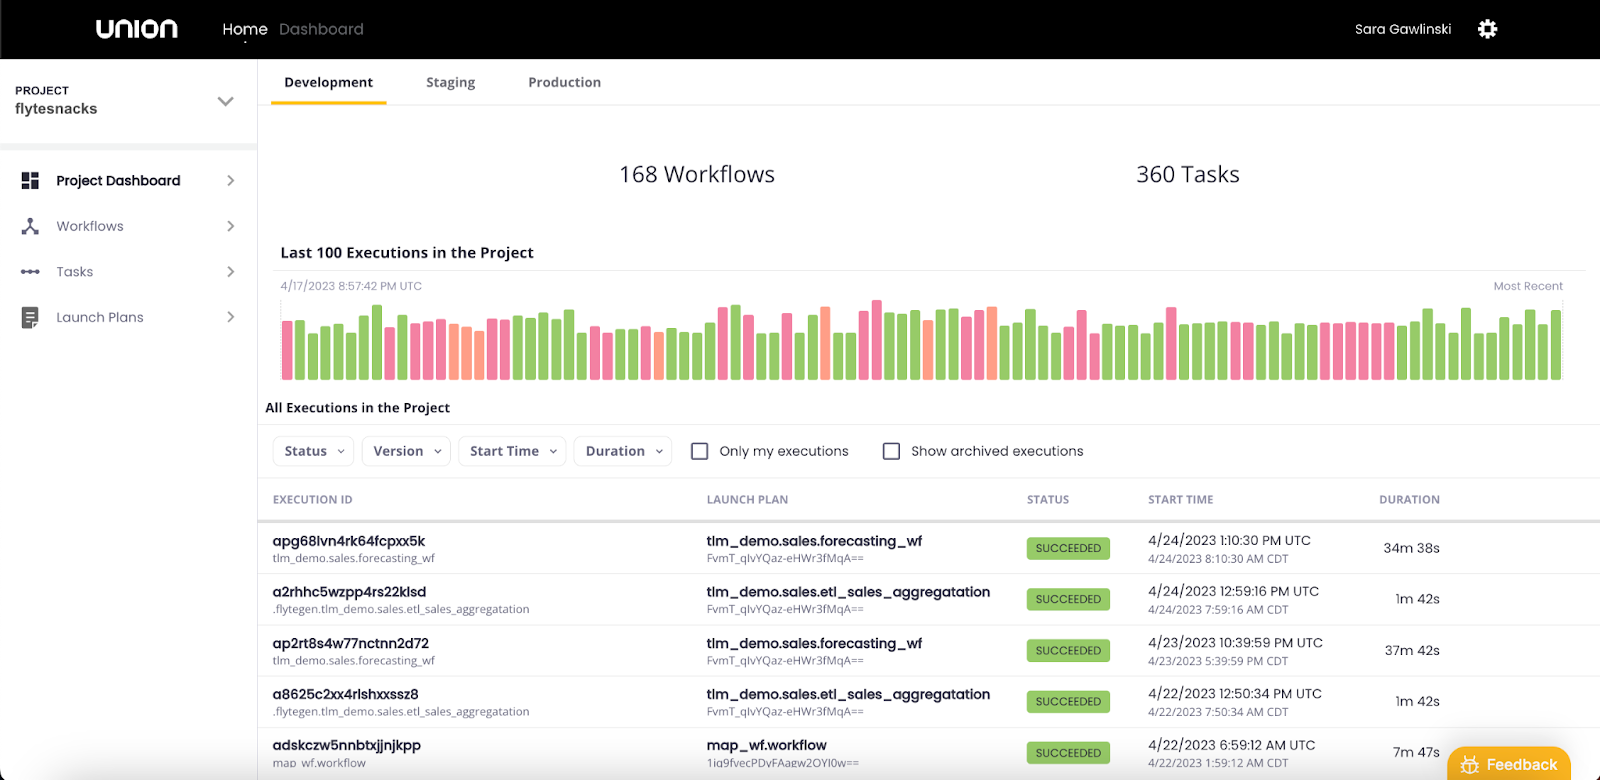 UNION
Home Dashboard
Sara Gawlinski
PROJECT
flytesnacks
Project Dashboard
Workflows
Tasks
Launch Plans
Development Staging Production
168 Workflows 360 Tasks
Last 100 Executions in the Project
4/17/2023 8:57:42 PM UTC Most Recent
All Executions in the Project
Status Version Start Time Duration Only my executions Show archived executions
EXECUTION ID LAUNCH PLAN STATUS START TIME DURATION
apg68lvn4rk64fcpxx5k tlm_demo.sales.forecasting_wf SUCCEEDED 4/24/2023 1:10:30 PM UTC 34m 38s
tlm_demo.sales.forecasting_wf FvmT_qIvYQaz-eHWr3fMqA== 4/24/2023 8:10:30 AM CDT
a2rhhc5wzpp4rs22klsd tlm_demo.sales.etl_sales_aggregatation SUCCEEDED 4/24/2023 12:59:16 PM UTC 1m 42s
.flytegen.tlm_demo.sales.etl_sales_aggregatation FvmT_qIvYQaz-eHWr3fMqA== 4/24/2023 7:59:16 AM CDT
ap2rt8s4w77nctnn2d72 tlm_demo.sales.forecasting_wf SUCCEEDED 4/23/2023 10:39:59 PM UTC 37m 42s
tlm_demo.sales.forecasting_wf FvmT_qIvYQaz-eHWr3fMqA== 4/23/2023 5:39:59 PM CDT
a8625c2xx4rlshxxssz8 tlm_demo.sales.etl_sales_aggregatation SUCCEEDED 4/22/2023 12:50:34 PM UTC 1m 42s
.flytegen.tlm_demo.sales.etl_sales_aggregatation FvmT_qIvYQaz-eHWr3fMqA== 4/22/2023 7:50:34 AM CDT
adskczw5nnbtxjjnjkpp map_wf.workflow SUCCEEDED 4/22/2023 6:59:12 AM UTC 7m 47s
map_wf.workflow 4/22/2023 1:59:12 AM CDT
Feedback